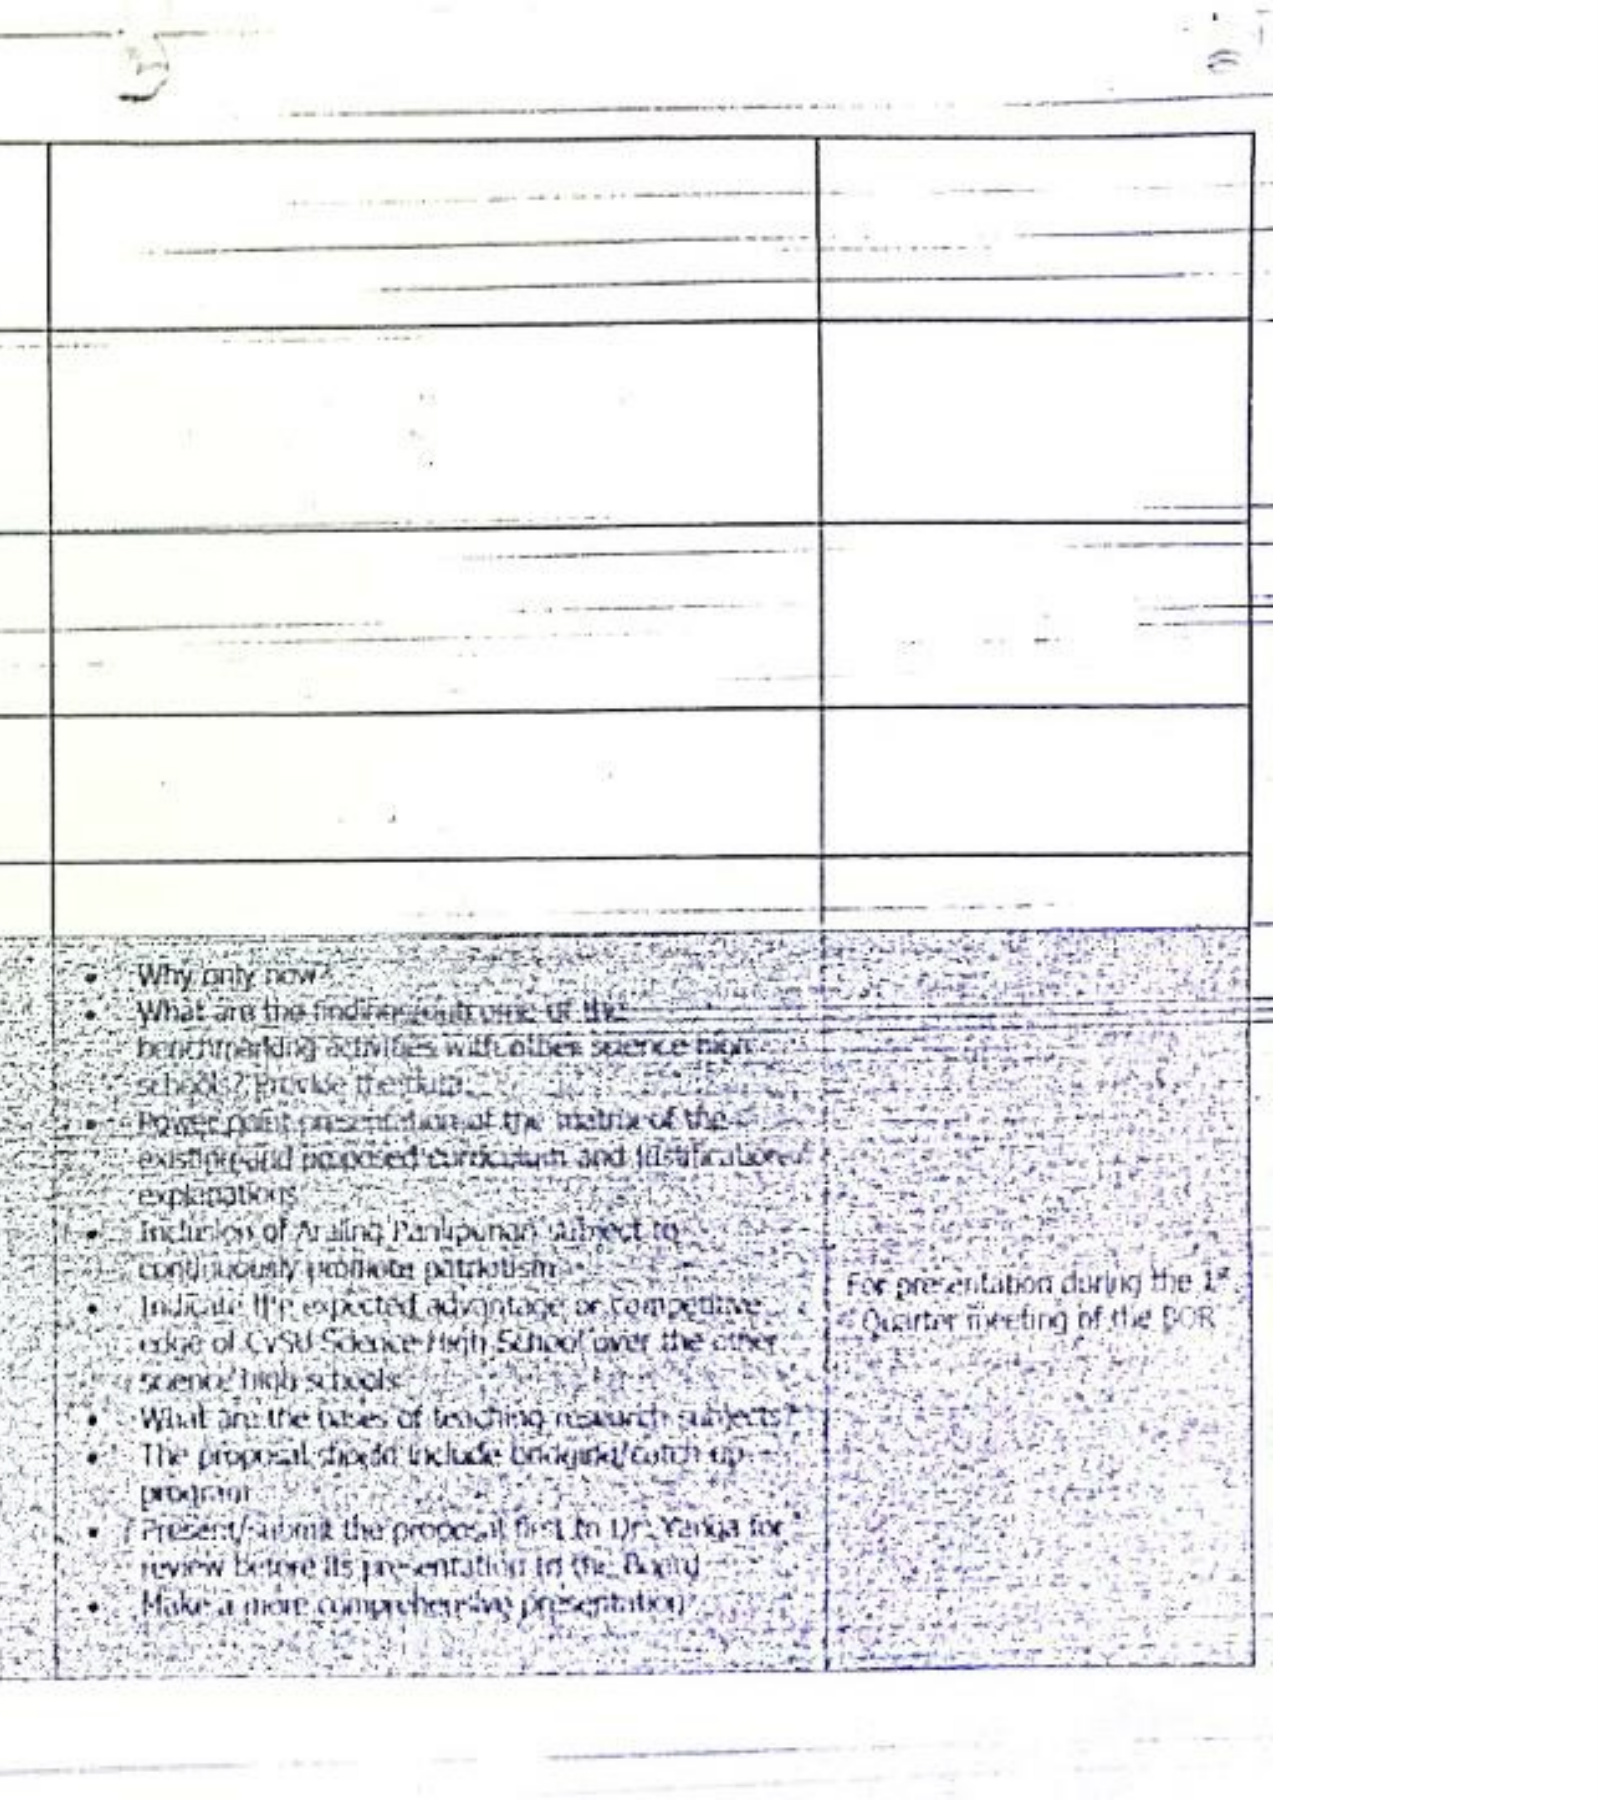 • Why only now?
• What are the findings/outcome of the
benchmarking activities with other science high
schools? Provide the data.
• Power point presentation of the matrix of the
existing and proposed curriculum and justification/
explanations
• Inclusion of Araling Panlipunan subject to
continuously promote patriotism
• Indicate the expected advantage or competitive
edge of CvSU Science High School over the other
science high schools
• What are the bases of teaching research subjects?
• The proposal should include bridging/catch up
program
• Present/submit the proposal first to Dr. Yanga for
review before its presentation to the Board
• Make a more comprehensive presentation
For presentation during the 1st
Quarter meeting of the BOR